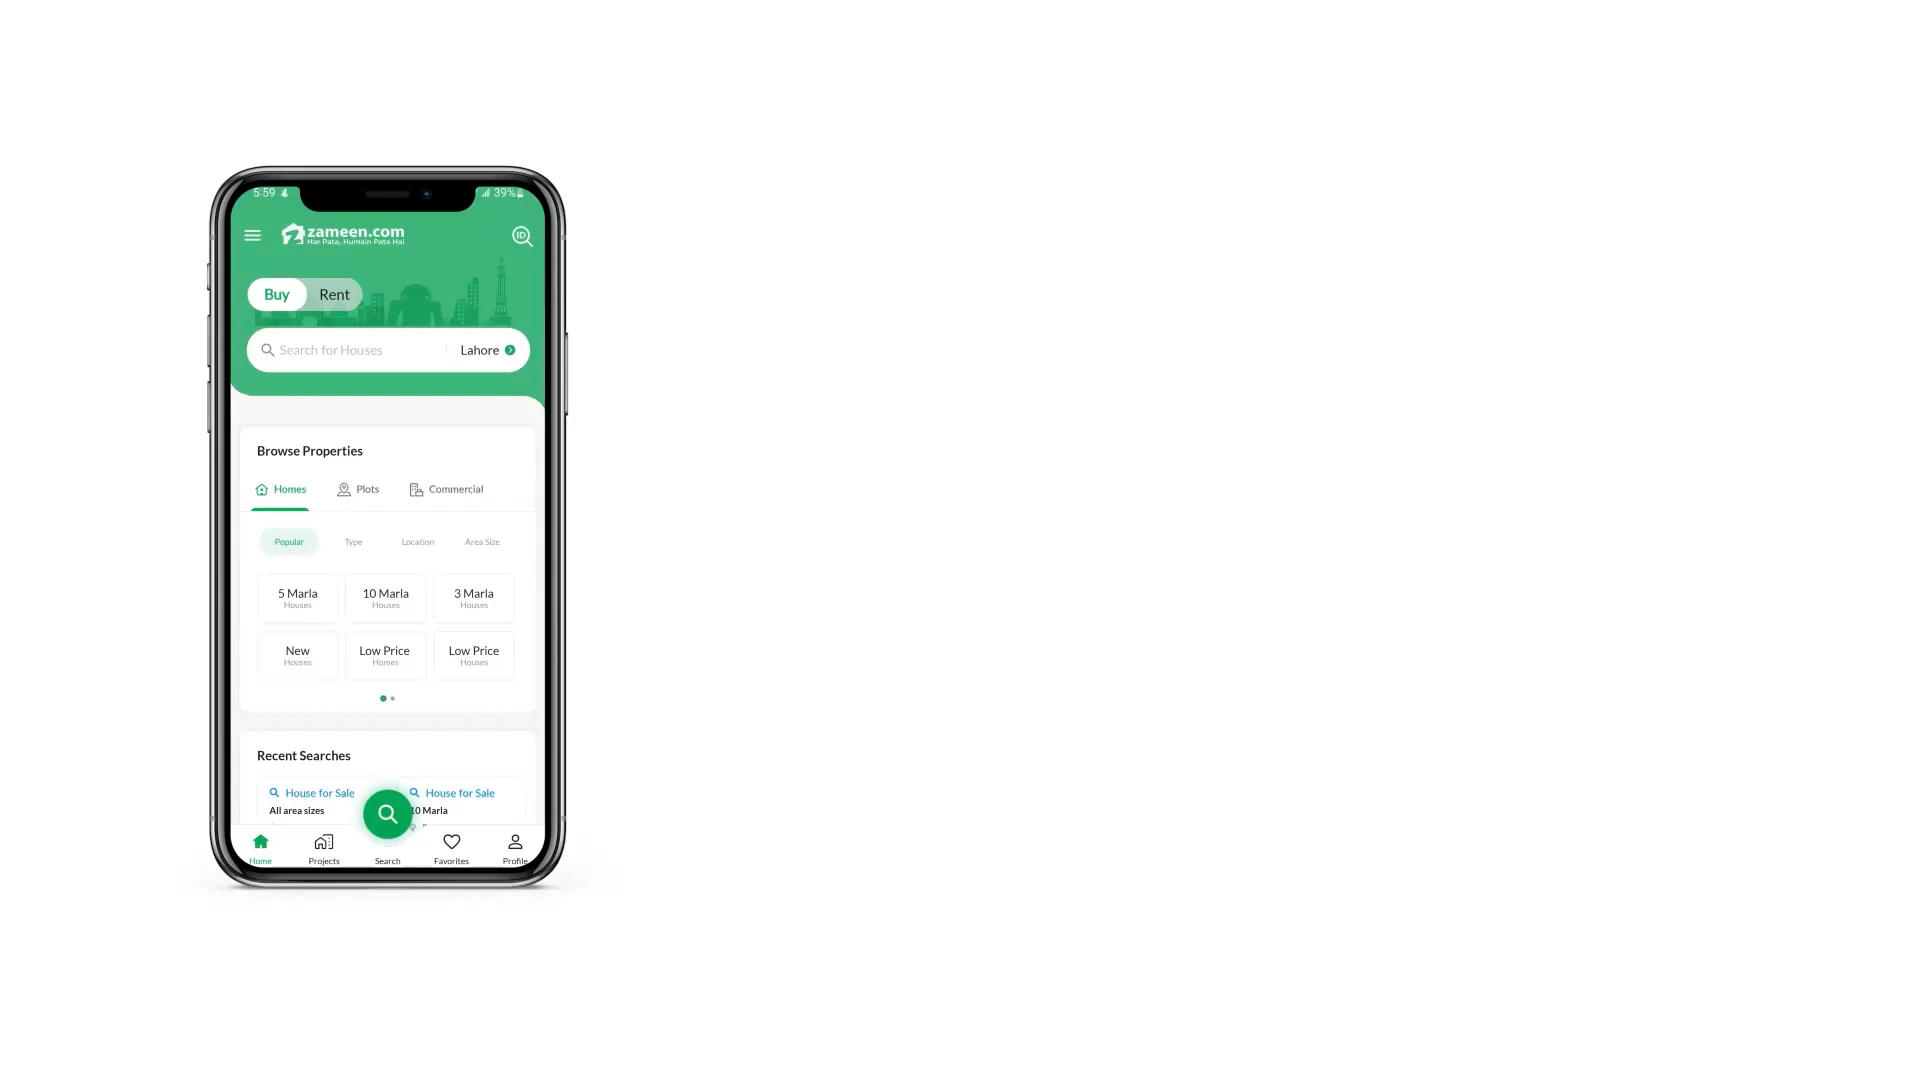 5:59
39%
zameen.com
Har Pata, Humain Pata Hai
ID
Buy Rent
Search for Houses Lahore
Browse Properties
Homes Plots Commercial
Popular Type Location Area Size
5 Marla 10 Marla 3 Marla
Houses Houses Houses
New Low Price Low Price
Houses Homes Houses
Recent Searches
House for Sale House for Sale
All area sizes 10 Marla
Home Projects Search Favorites Profile